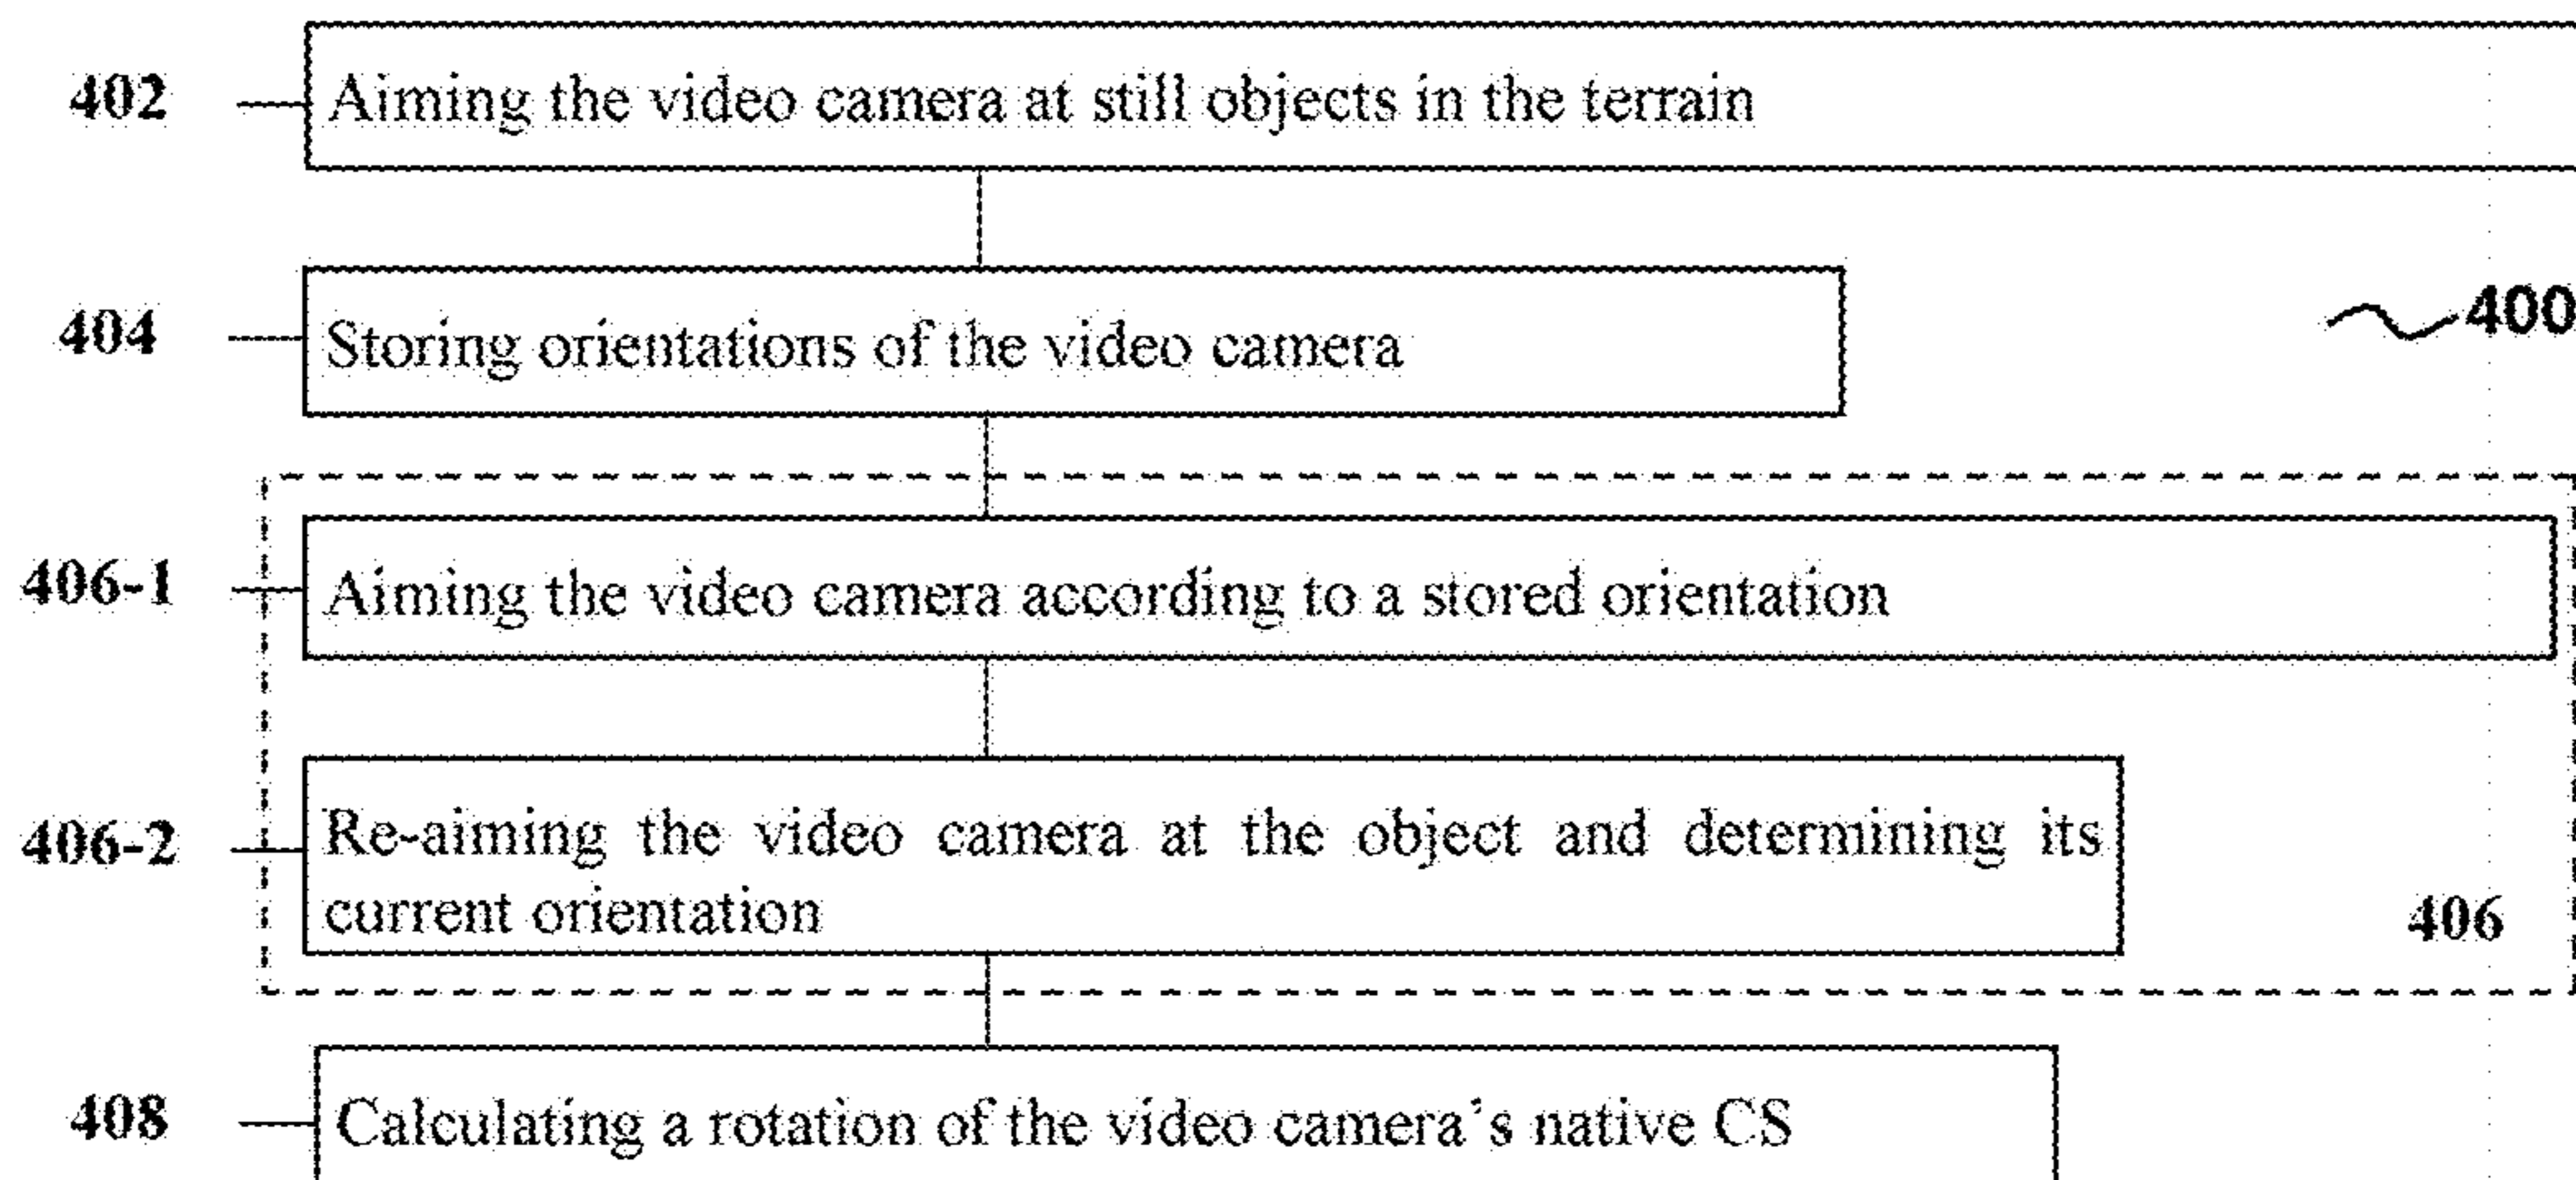 402 Aiming the video camera at still objects in the terrain
404 Storing orientations of the video camera
400
406-1 Aiming the video camera according to a stored orientation
406-2 Re-aiming the video camera at the object and determining its
current orientation
406
408 Calculating a rotation of the video camera's native CS